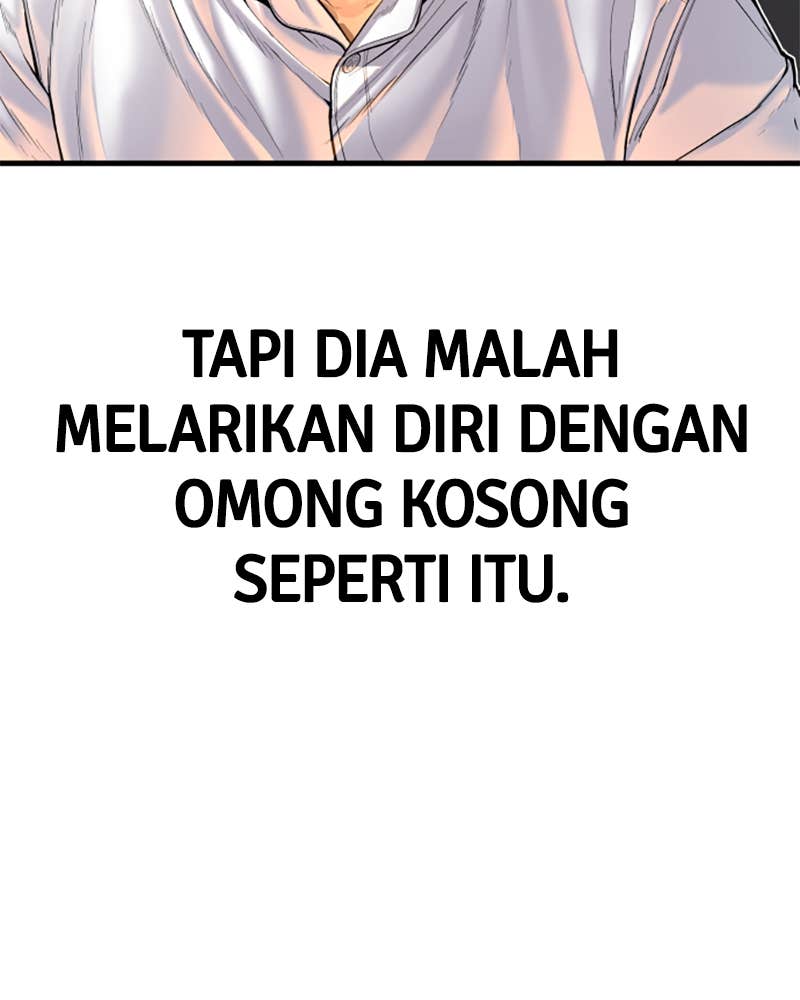 TAPI DIA MALAH
MELARIKAN DIRI DENGAN
OMONG KOSONG
SEPERTI ITU.